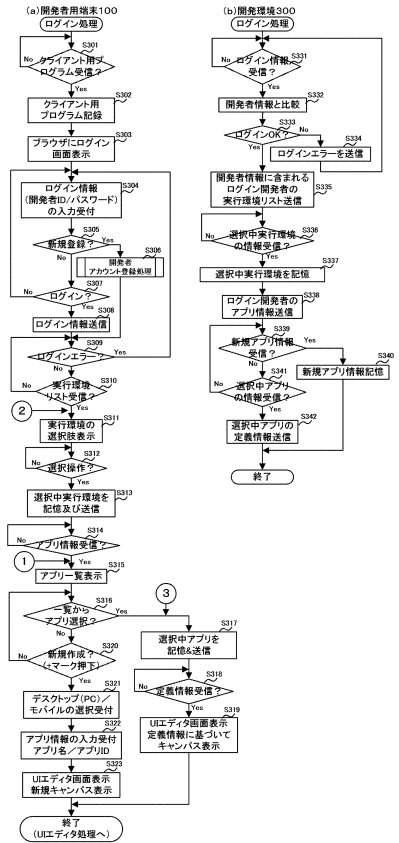 (a)開発者用端末100
ログイン処理
S301
クライアント用プ
ログラム受信？
No
Yes
S302
クライアント用
プログラム記録
S303
ブラウザにログイン
画面表示
S304
ログイン情報
(開発者ID/パスワード)
の入力受付
S305
新規登録？
Yes
No
S306
開発者
アカウント登録処理
S307
ログイン？
No
Yes
S308
ログイン情報送信
S309
ログインエラー？
Yes
No
S310
実行環境
リスト受信？
No
Yes
2
S311
実行環境の
選択肢表示
S312
選択操作？
No
Yes
S313
選択中実行環境を
記憶及び送信
S314
アプリ情報受信？
No
Yes
1
S315
アプリ一覧表示
S316
一覧から
アプリ選択？
Yes
No
3
S317
選択中アプリを
記憶&送信
S318
定義情報受信？
No
Yes
S319
UIエディタ画面表示
定義情報に基づいて
キャンバス表示
S320
新規作成？
(+マーク押下)
No
Yes
S321
デスクトップ(PC)／
モバイルの選択受付
S322
アプリ情報の入力受付
アプリ名／アプリID
S323
UIエディタ画面表示
新規キャンバス表示
終了
(UIエディタ処理へ)
(b)開発環境300
ログイン処理
S331
ログイン情報
受信？
No
Yes
S332
開発者情報と比較
S333
ログインOK？
No
Yes
S334
ログインエラーを送信
S335
開発者情報に含まれる
ログイン開発者の
実行環境リスト送信
S336
選択中実行環境
の情報受信？
No
Yes
S337
選択中実行環境を記憶
S338
ログイン開発者の
アプリ情報送信
S339
新規アプリ情報
受信？
Yes
No
S340
新規アプリ情報記憶
S341
選択中アプリ
の情報受信？
No
Yes
S342
選択中アプリの
定義情報送信
終了